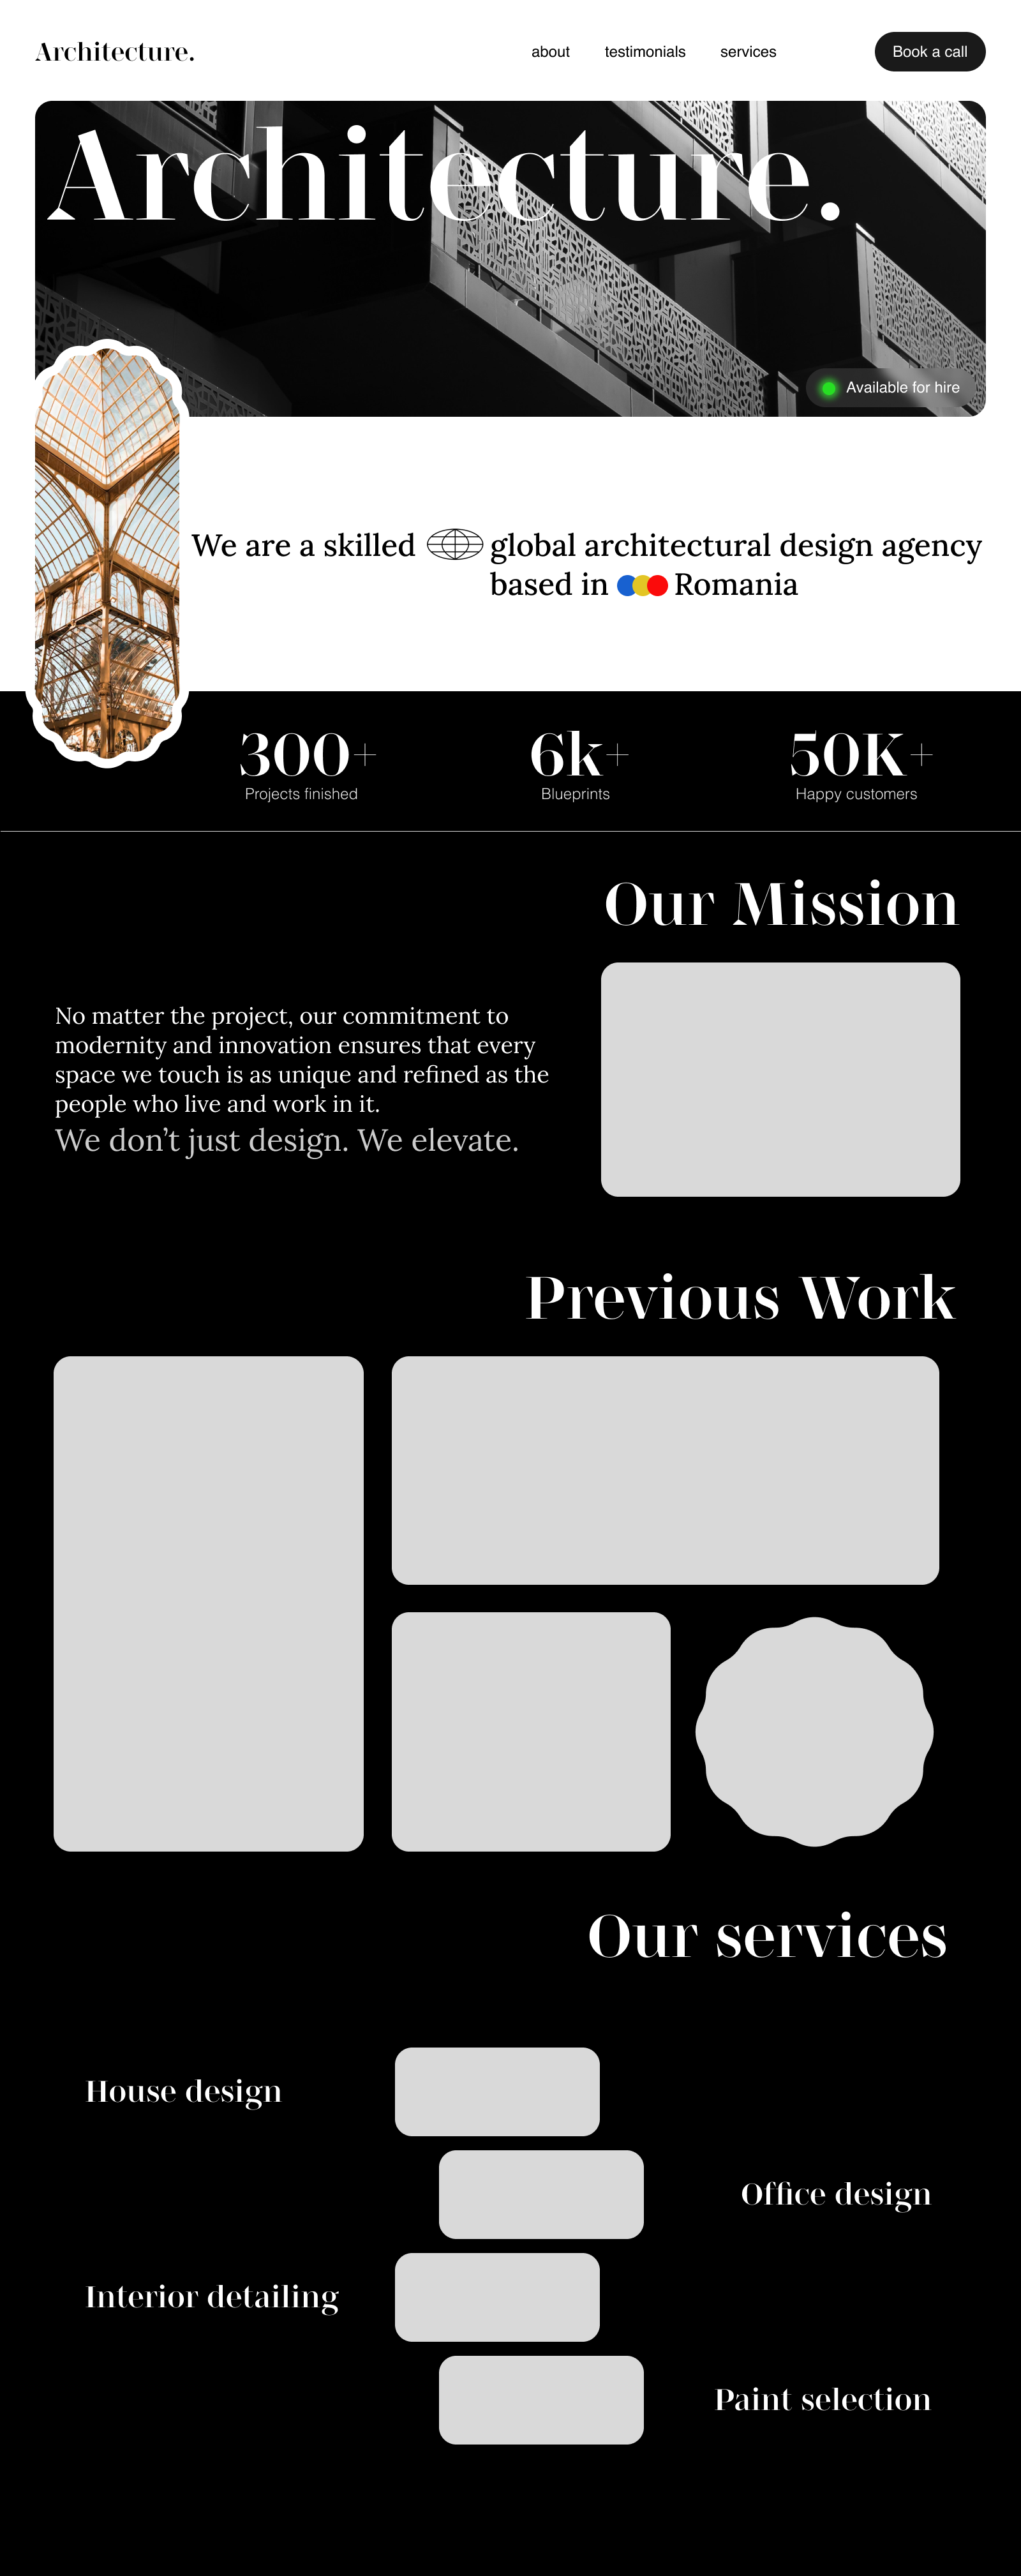 Architecture.
about
testimonials
services
Book a call
Architecture.
Available for hire
We are a skilled global architectural design agency
based in Romania
300+
Projects finished
6k+
Blueprints
50K+
Happy customers
Our Mission
No matter the project, our commitment to
modernity and innovation ensures that every
space we touch is as unique and refined as the
people who live and work in it.
We don’t just design. We elevate.
Previous Work
Our services
House design
Office design
Interior detailing
Paint selection